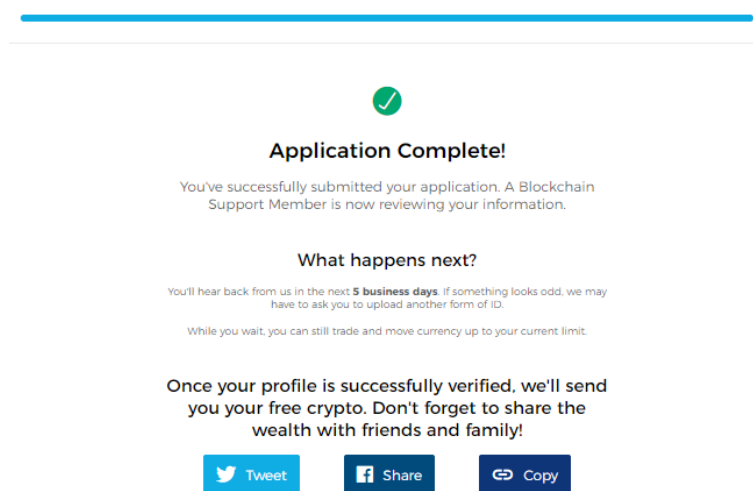 Application Complete!
You've successfully submitted your application. A Blockchain
Support Member is now reviewing your information.
What happens next?
You'll hear back from us in the next 5 business days. If something looks odd, we may
have to ask you to upload another form of ID.
While you wait, you can still trade and move currency up to your current limit.
Once your profile is successfully verified, we'll send
you your free crypto. Don't forget to share the
wealth with friends and family!
Tweet
Share
Copy